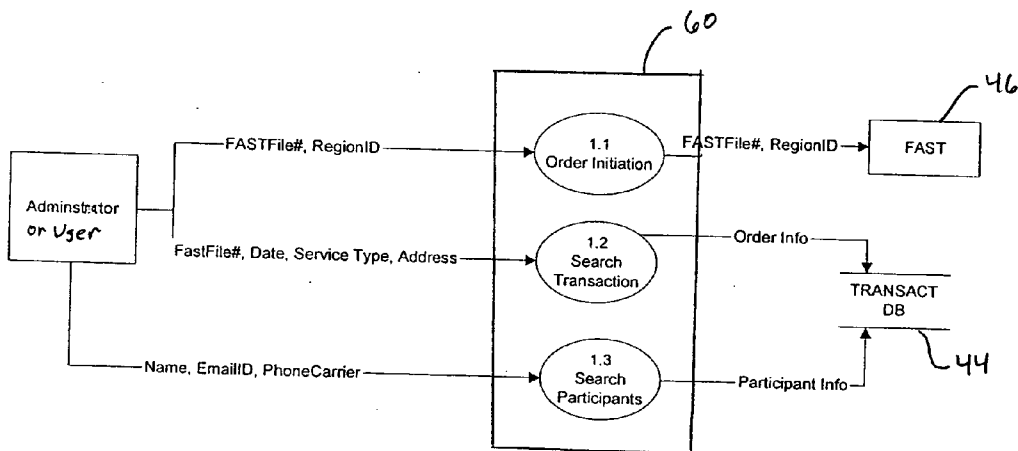 60
46
FASTFile#, RegionID
1.1
Order Initiation
FASTFile#, RegionID
FAST
Adminstrator
or User
FastFile#, Date, Service Type, Address
1.2
Search
Transaction
Order Info
TRANSACT
DB
44
Name, EmailID, PhoneCarrier
1.3
Search
Participants
Participant Info